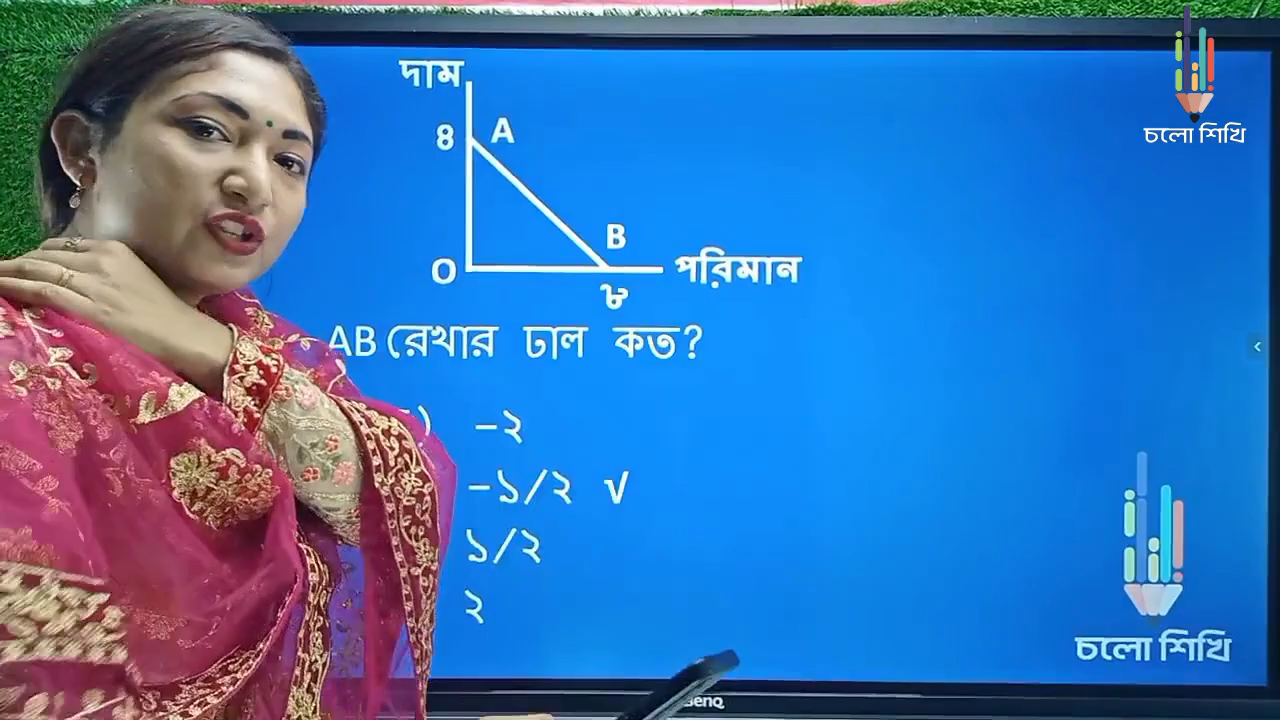 দাম
৪ A
B
O পরিমান
৮
AB রেখার ঢাল কত?
-২
-১/২ √
১/২
২
চলো শিখি
চলো শিখি
BenQ